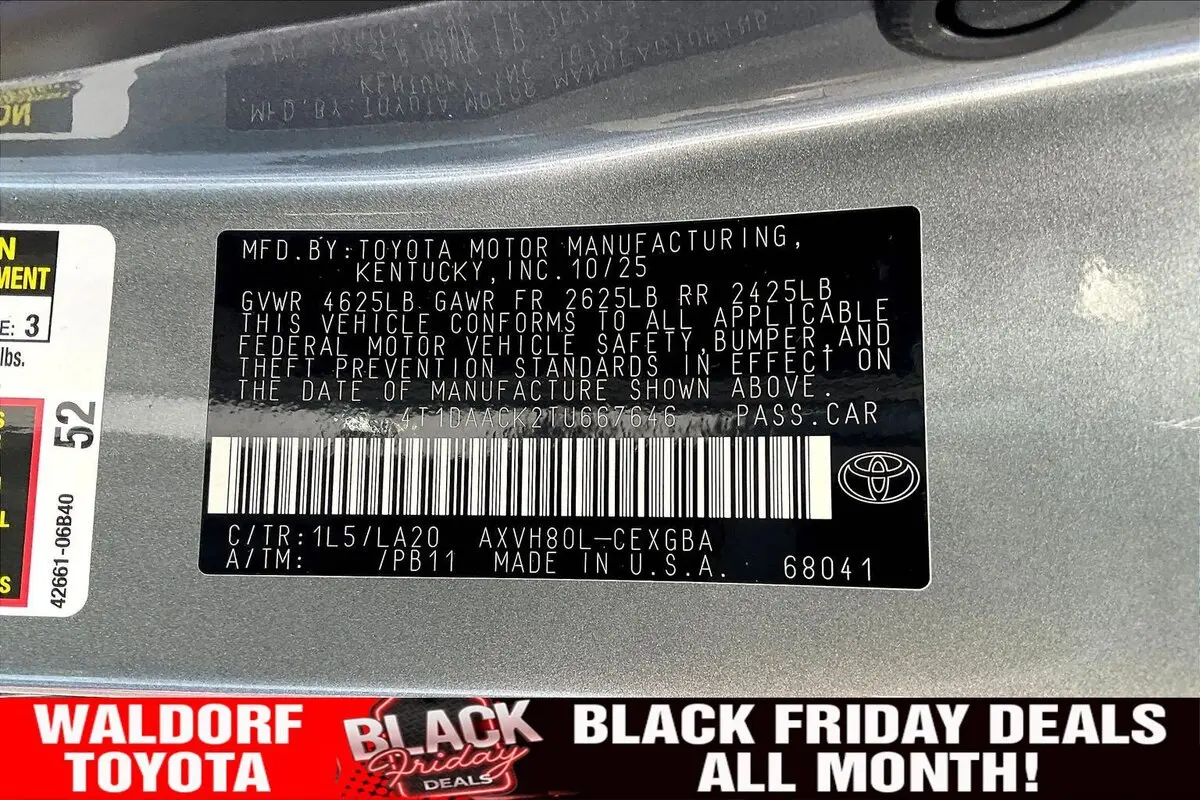 MFD.BY:TOYOTA MOTOR MANUFACTURING,
KENTUCKY, INC. 10/25
GVWR 4625LB GAWR FR 2625LB RR 2425LB
THIS VEHICLE CONFORMS TO ALL APPLICABLE
FEDERAL MOTOR VEHICLE SAFETY, BUMPER, AND
THEFT PREVENTION STANDARDS IN EFFECT ON
THE DATE OF MANUFACTURE SHOWN ABOVE.
4T1DAACK2TU667646 PASS.CAR
C/TR:1L5/LA20 AXVH80L-CEXGBA
A/TM: /PB11 MADE IN U.S.A. 68041
N
MENT
E: 3
lbs.
52
42661-06B40
S
L
S
WALDORF
TOYOTA
BLACK
Friday
DEALS
BLACK FRIDAY DEALS
ALL MONTH!